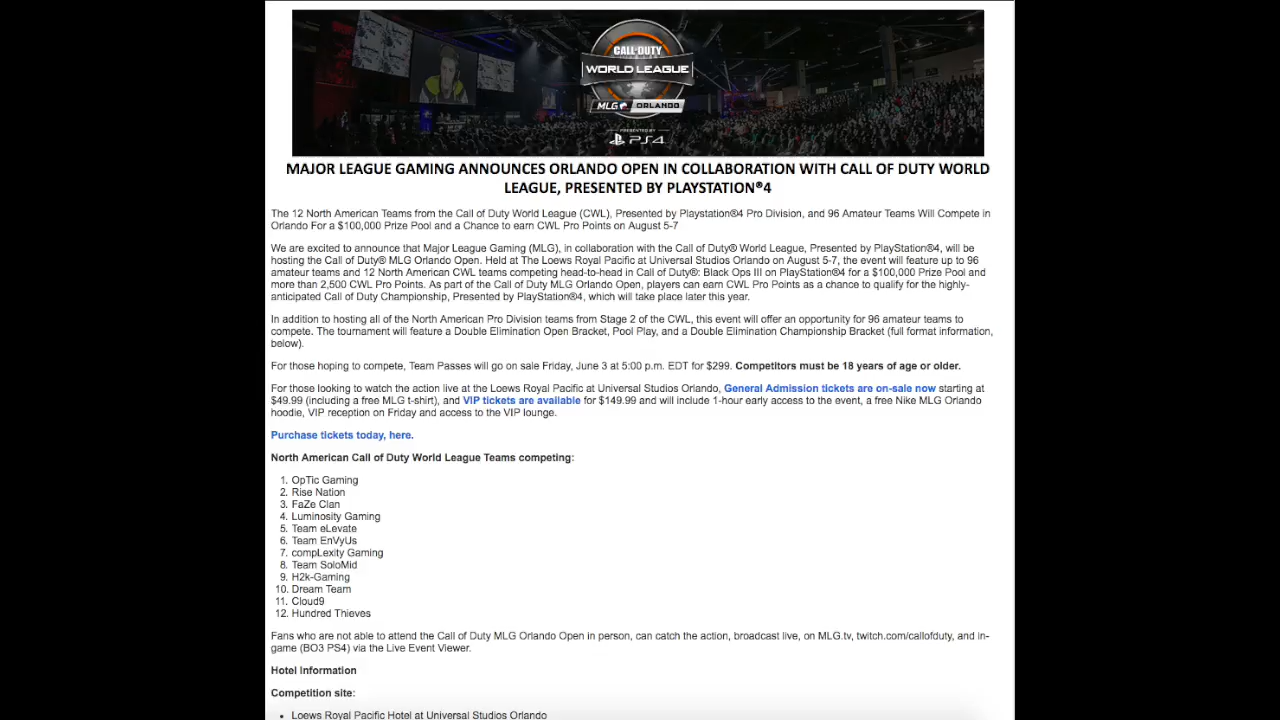 CALL OF DUTY
WORLD LEAGUE
MLG ORLANDO
PRESENTED BY
PS4
MAJOR LEAGUE GAMING ANNOUNCES ORLANDO OPEN IN COLLABORATION WITH CALL OF DUTY WORLD
LEAGUE, PRESENTED BY PLAYSTATION®4
The 12 North American Teams from the Call of Duty World League (CWL), Presented by Playstation®4 Pro Division, and 96 Amateur Teams Will Compete in
Orlando For a $100,000 Prize Pool and a Chance to earn CWL Pro Points on August 5-7
We are excited to announce that Major League Gaming (MLG), in collaboration with the Call of Duty® World League, Presented by PlayStation®4, will be
hosting the Call of Duty® MLG Orlando Open. Held at The Loews Royal Pacific at Universal Studios Orlando on August 5-7, the event will feature up to 96
amateur teams and 12 North American CWL teams competing head-to-head in Call of Duty®: Black Ops III on PlayStation®4 for a $100,000 Prize Pool and
more than 2,500 CWL Pro Points. As part of the Call of Duty MLG Orlando Open, players can earn CWL Pro Points as a chance to qualify for the highly-
anticipated Call of Duty Championship, Presented by PlayStation®4, which will take place later this year.
In addition to hosting all of the North American Pro Division teams from Stage 2 of the CWL, this event will offer an opportunity for 96 amateur teams to
compete. The tournament will feature a Double Elimination Open Bracket, Pool Play, and a Double Elimination Championship Bracket (full format information,
below).
For those hoping to compete, Team Passes will go on sale Friday, June 3 at 5:00 p.m. EDT for $299. Competitors must be 18 years of age or older.
For those looking to watch the action live at the Loews Royal Pacific at Universal Studios Orlando, General Admission tickets are on-sale now starting at
$49.99 (including a free MLG t-shirt), and VIP tickets are available for $149.99 and will include 1-hour early access to the event, a free Nike MLG Orlando
hoodie, VIP reception on Friday and access to the VIP lounge.
Purchase tickets today, here.
North American Call of Duty World League Teams competing:
1. OpTic Gaming
2. Rise Nation
3. FaZe Clan
4. Luminosity Gaming
5. Team eLevate
6. Team EnVyUs
7. compLexity Gaming
8. Team SoloMid
9. H2k-Gaming
10. Dream Team
11. Cloud9
12. Hundred Thieves
Fans who are not able to attend the Call of Duty MLG Orlando Open in person, can catch the action, broadcast live, on MLG.tv, twitch.com/callofduty, and in-
game (BO3 PS4) via the Live Event Viewer.
Hotel Information
Competition site:
• Loews Royal Pacific Hotel at Universal Studios Orlando